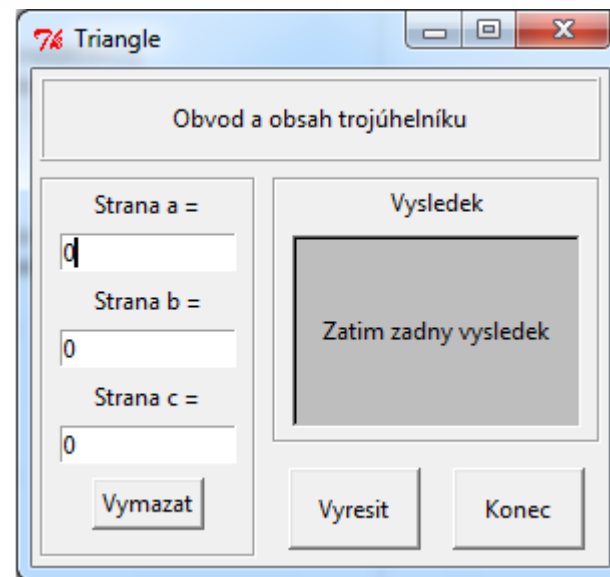 Triangle
Obvod a obsah trojúhelníku
Strana a =
0
Strana b =
0
Strana c =
0
Vymazat
Vysledek
Zatim zadny vysledek
Vyresit
Konec